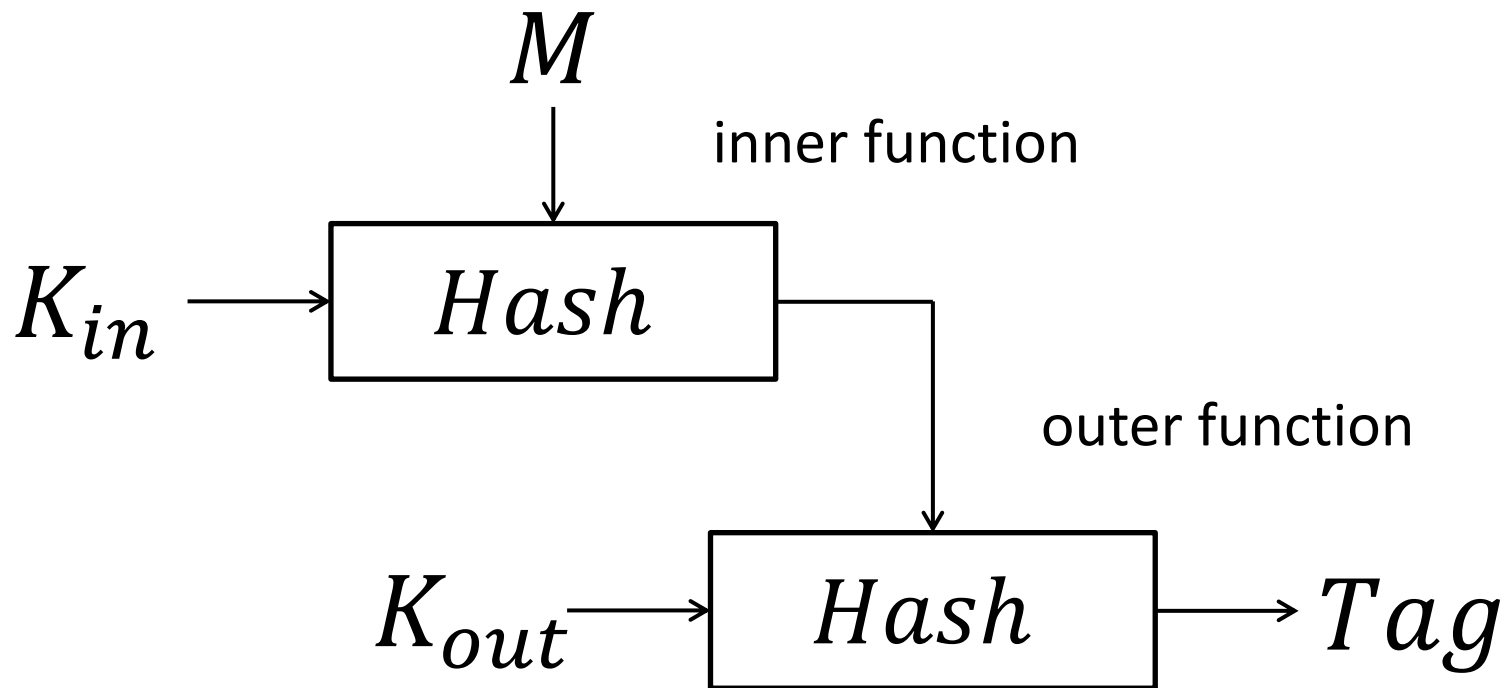 M
inner function
K_in
Hash
outer function
K_out
Hash
Tag